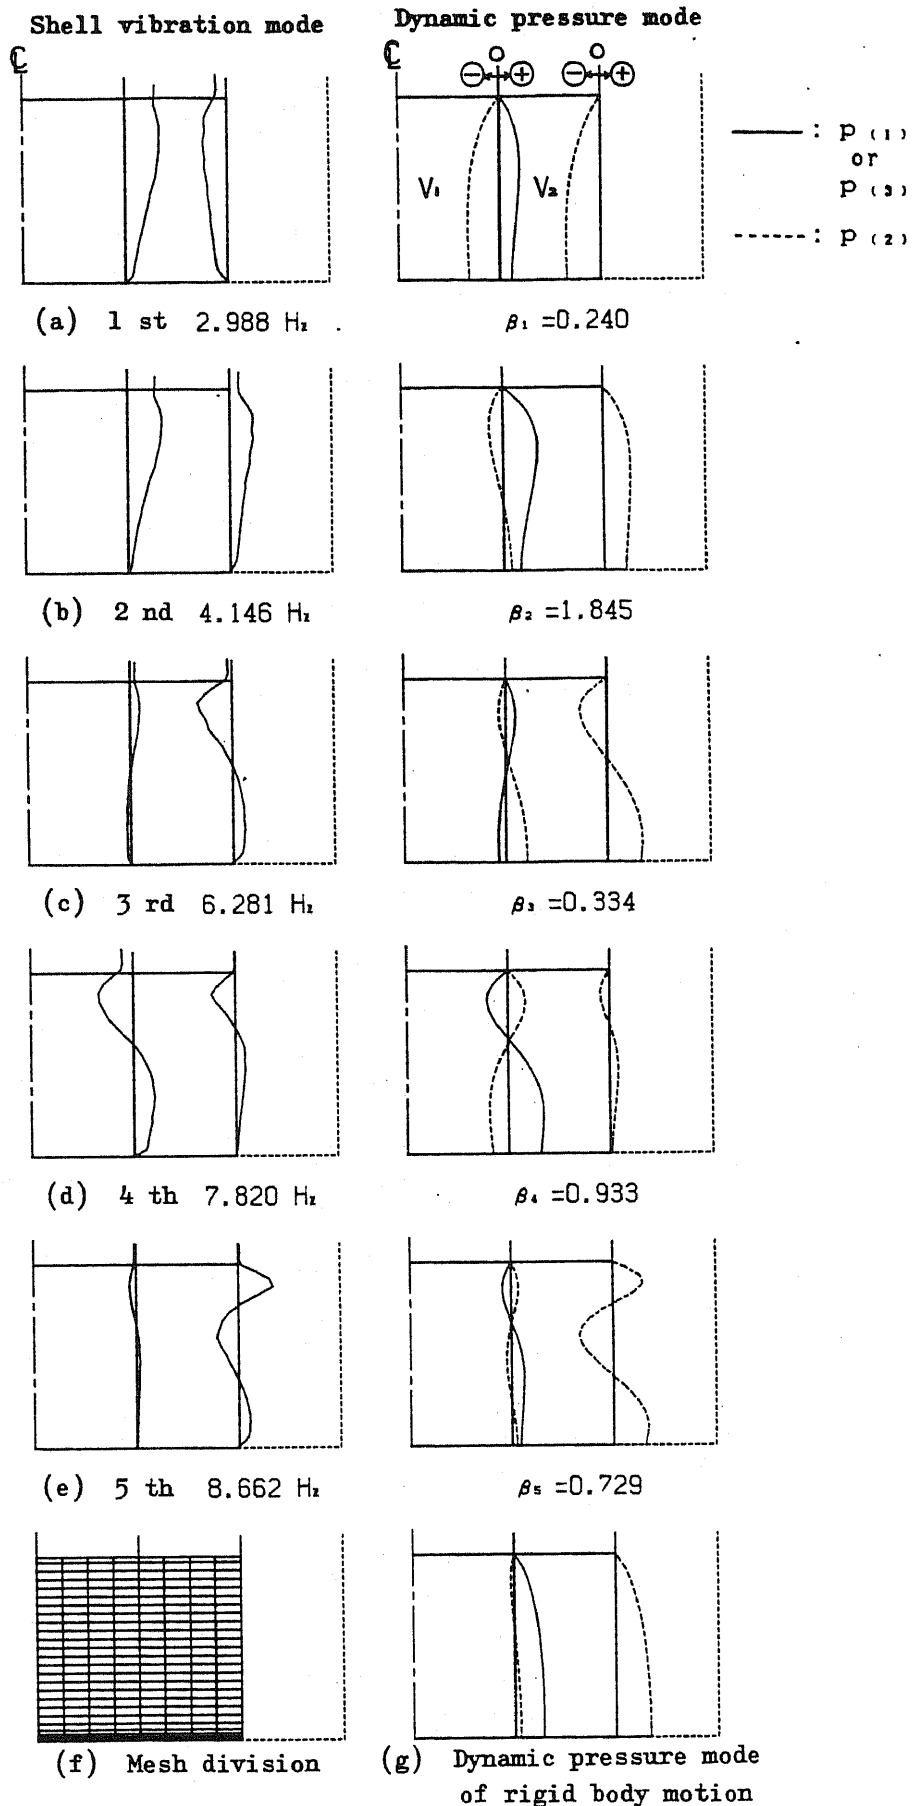 Shell vibration mode
Dynamic pressure mode
℄
℄
O
O
⊖ ⊕
⊖ ⊕
V₁
V₂
: P (1)
or
P (3)
: P (2)
(a) 1 st 2.988 Hz
β₁ =0.240
(b) 2 nd 4.146 Hz
β₂ =1.845
(c) 3 rd 6.281 Hz
β₃ =0.334
(d) 4 th 7.820 Hz
β₄ =0.933
(e) 5 th 8.662 Hz
β₅ =0.729
(f) Mesh division
(g) Dynamic pressure mode
of rigid body motion